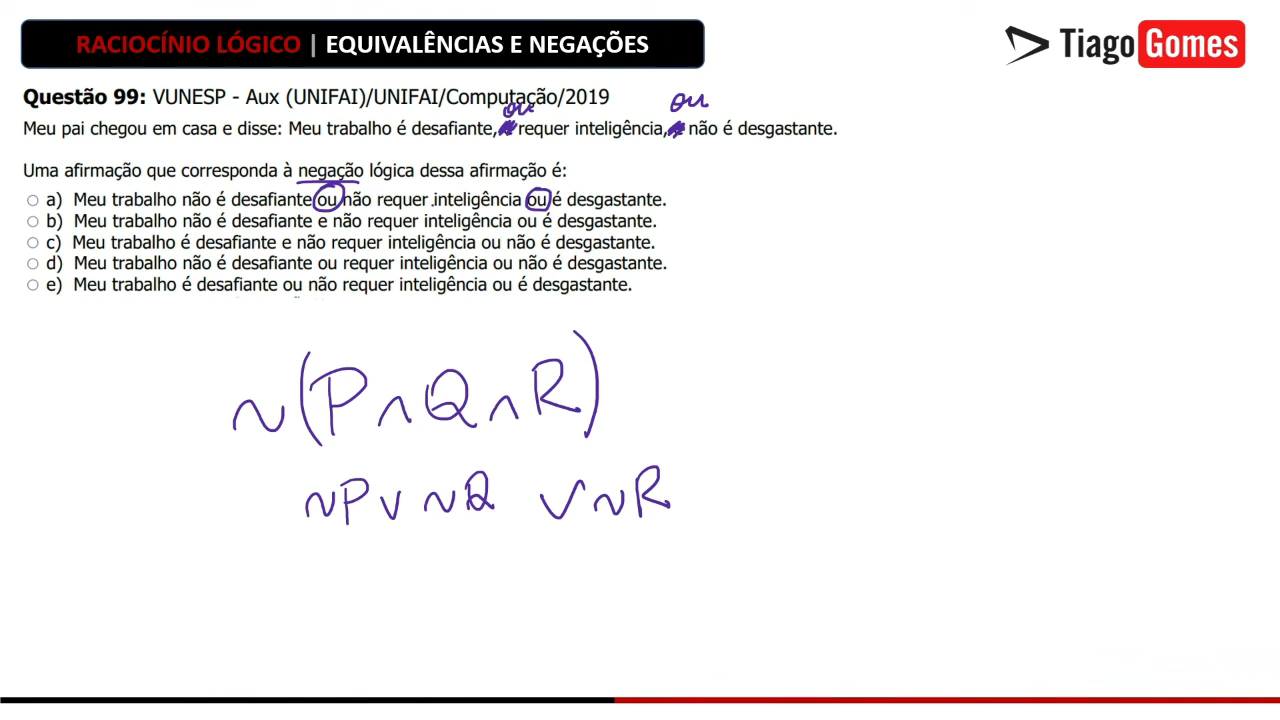 RACIOCÍNIO LÓGICO | EQUIVALÊNCIAS E NEGAÇÕES
Tiago Gomes
Questão 99: VUNESP - Aux (UNIFAI)/UNIFAI/Computação/2019
ou ou
Meu pai chegou em casa e disse: Meu trabalho é desafiante, requer inteligência, não é desgastante.
Uma afirmação que corresponda à negação lógica dessa afirmação é:
a) Meu trabalho não é desafiante ou não requer inteligência ou é desgastante.
b) Meu trabalho não é desafiante e não requer inteligência ou é desgastante.
c) Meu trabalho é desafiante e não requer inteligência ou não é desgastante.
d) Meu trabalho não é desafiante ou requer inteligência ou não é desgastante.
e) Meu trabalho é desafiante ou não requer inteligência ou é desgastante.
~(P ∧ Q ∧ R)
~P ∨ ~Q ∨ ~R